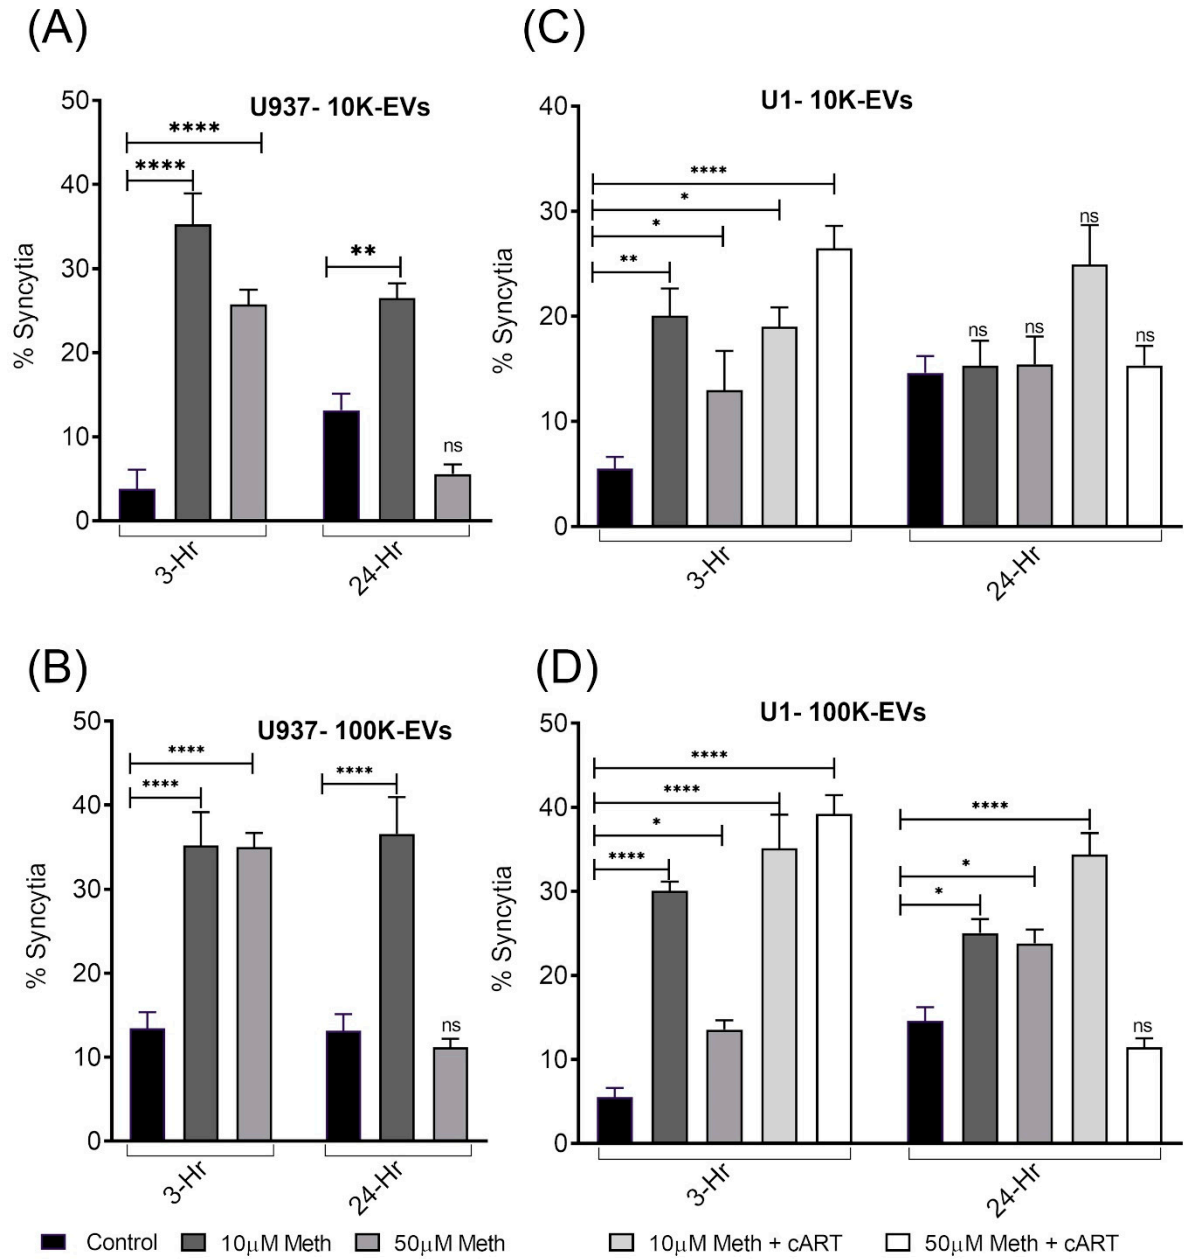 (A)
U937- 10K-EVs
% Syncytia
50
40
30
20
10
0
****
****
**
ns
3-Hr
24-Hr
(C)
U1- 10K-EVs
% Syncytia
40
30
20
10
0
****
*
*
**
ns
ns
ns
ns
3-Hr
24-Hr
(B)
U937- 100K-EVs
% Syncytia
50
40
30
20
10
0
****
****
****
ns
3-Hr
24-Hr
(D)
U1- 100K-EVs
% Syncytia
50
40
30
20
10
0
****
****
*
****
****
*
*
ns
3-Hr
24-Hr
Control 10μM Meth 50μM Meth 10μM Meth + cART 50μM Meth + cART